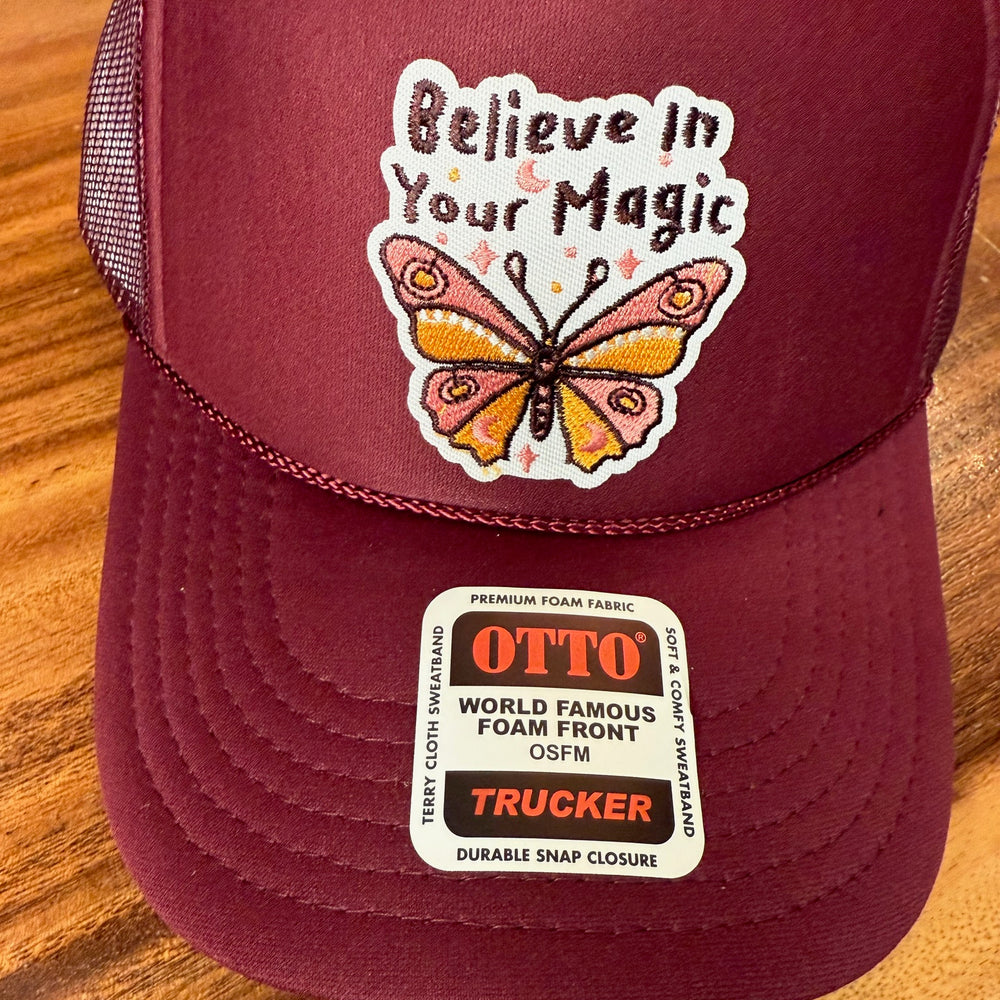 Believe In
Your Magic
PREMIUM FOAM FABRIC
OTTO®
TERRY CLOTH SWEATBAND
SOFT & COMFY SWEATBAND
WORLD FAMOUS
FOAM FRONT
OSFM
TRUCKER
DURABLE SNAP CLOSURE